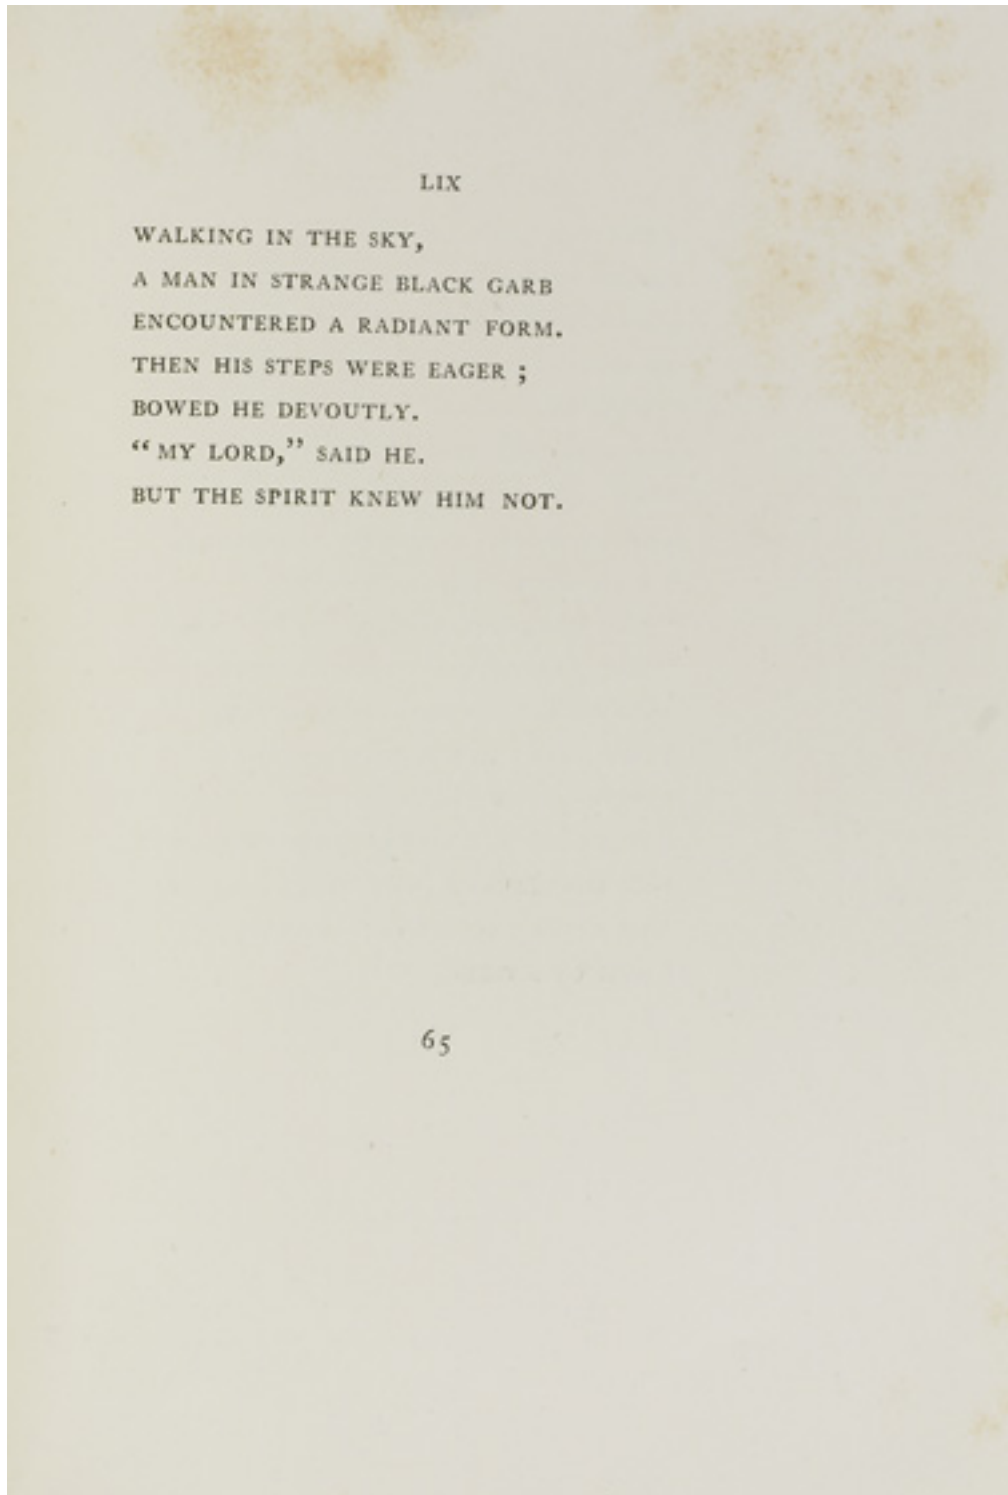 LIX
WALKING IN THE SKY,
A MAN IN STRANGE BLACK GARB
ENCOUNTERED A RADIANT FORM.
THEN HIS STEPS WERE EAGER ;
BOWED HE DEVOUTLY.
“ MY LORD,” SAID HE.
BUT THE SPIRIT KNEW HIM NOT.
65